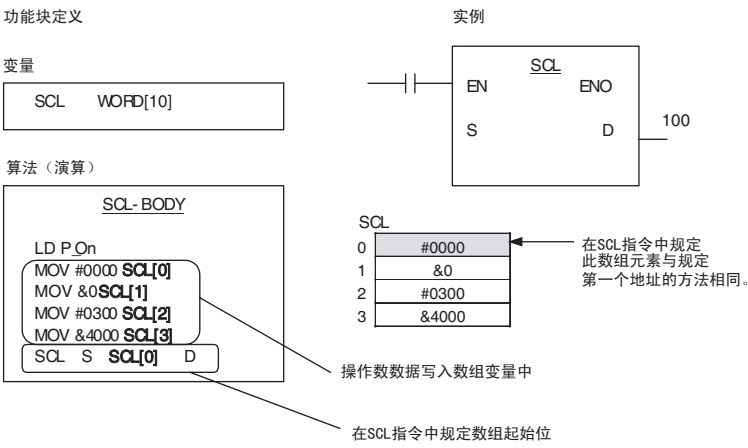 功能块定义
实例
变量
SCL WORD[10]
SCL
EN ENO
S D
100
算法（演算）
SCL-BODY
LD P_On
MOV #0000 SCL[0]
MOV &0SCL[1]
MOV #0300 SCL[2]
MOV &4000 SCL[3]
SCL S SCL[0] D
SCL
0 #0000
1 &0
2 #0300
3 &4000
在SCL指令中规定
此数组元素与规定
第一个地址的方法相同。
操作数数据写入数组变量中
在SCL指令中规定数组起始位